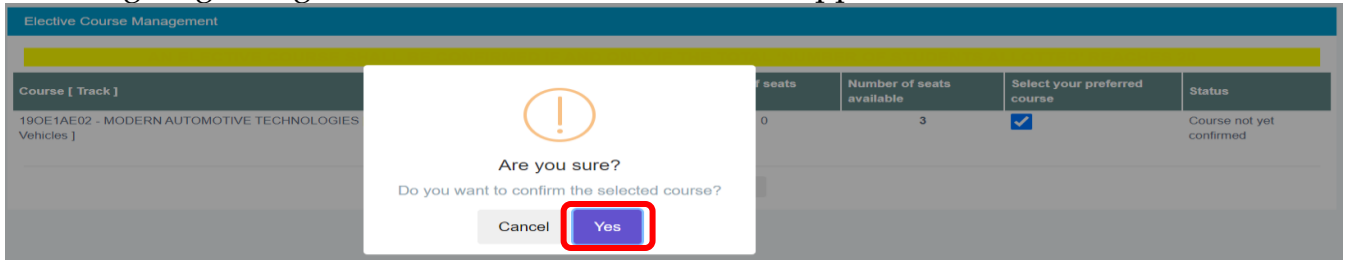 Elective Course Management
Course [ Track ]
f seats
Number of seats available
Select your preferred course
Status
19OE1AE02 - MODERN AUTOMOTIVE TECHNOLOGIES
Vehicles ]
0
3
Course not yet confirmed
Are you sure?
Do you want to confirm the selected course?
Cancel
Yes